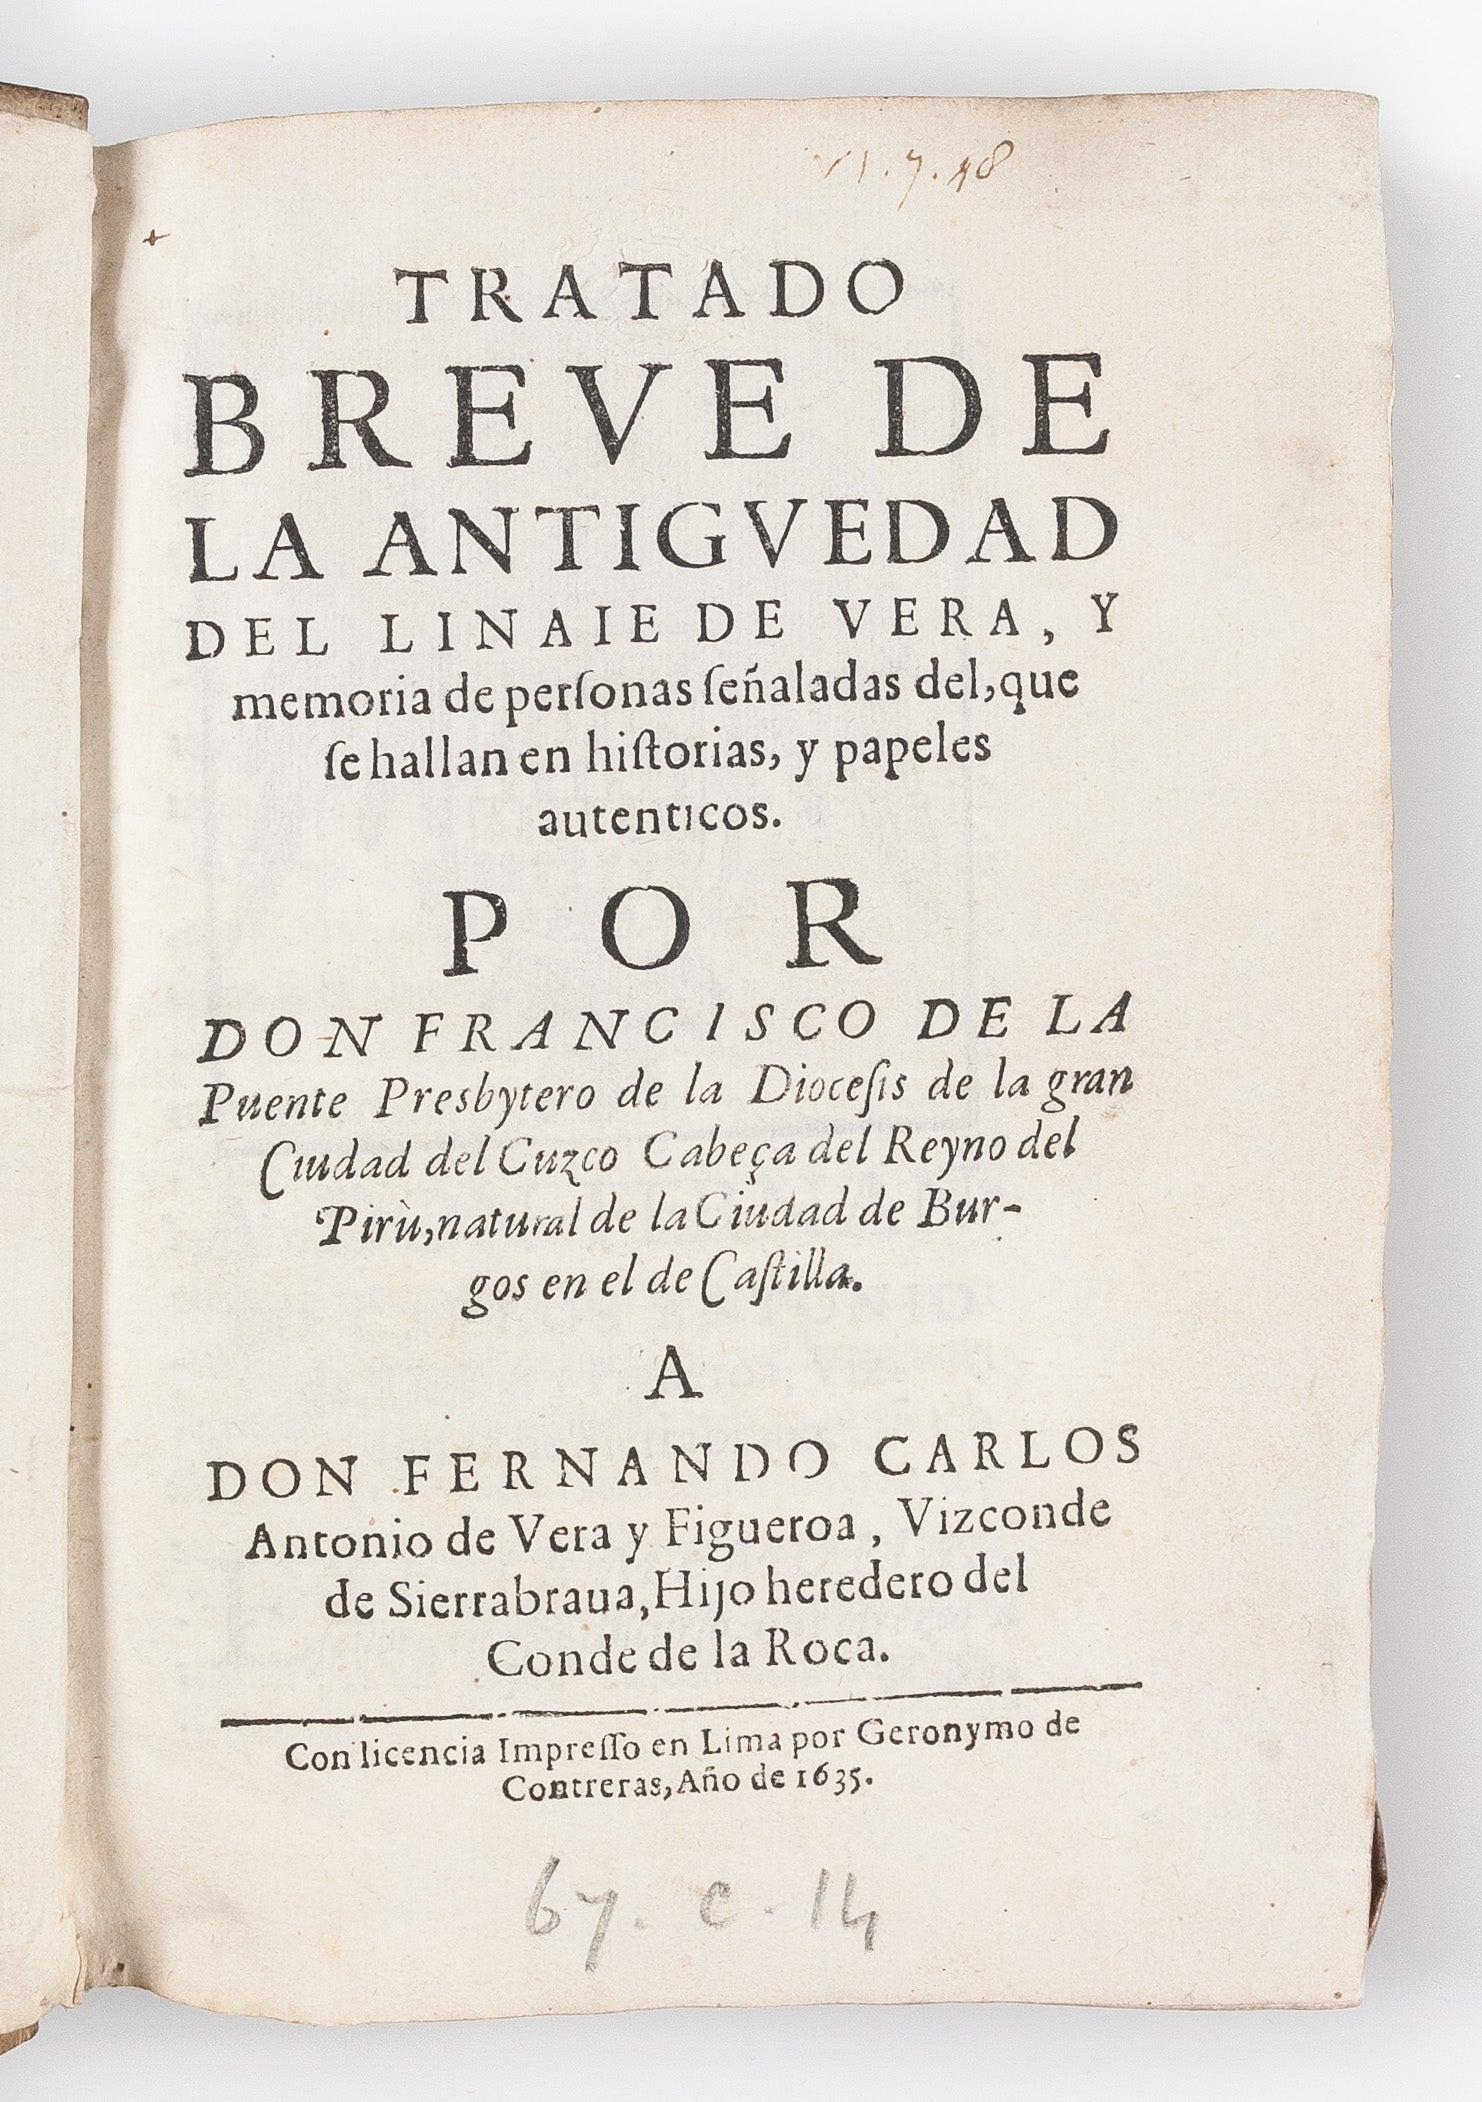 TRATADO
BREVE DE
LA ANTIGVEDAD
DEL LINAIE DE VERA, Y
memoria de perſonas ſeñaladas del, que
ſe hallan en hiſtorias, y papeles
autenticos.
POR
DON FRANCISCO DE LA
Puente Presbytero de la Dioceſis de la gran
Ciudad del Cuzco Cabeça del Reyno del
Pirù, natural de la Ciudad de Bur-
gos en el de Caſtilla.
A
DON FERNANDO CARLOS
Antonio de Vera y Figueroa, Vizconde
de Sierrabraua, Hijo heredero del
Conde de la Roca.
Con licencia Impreſſo en Lima por Geronymo de
Contreras, Año de 1635.
67. c. 14